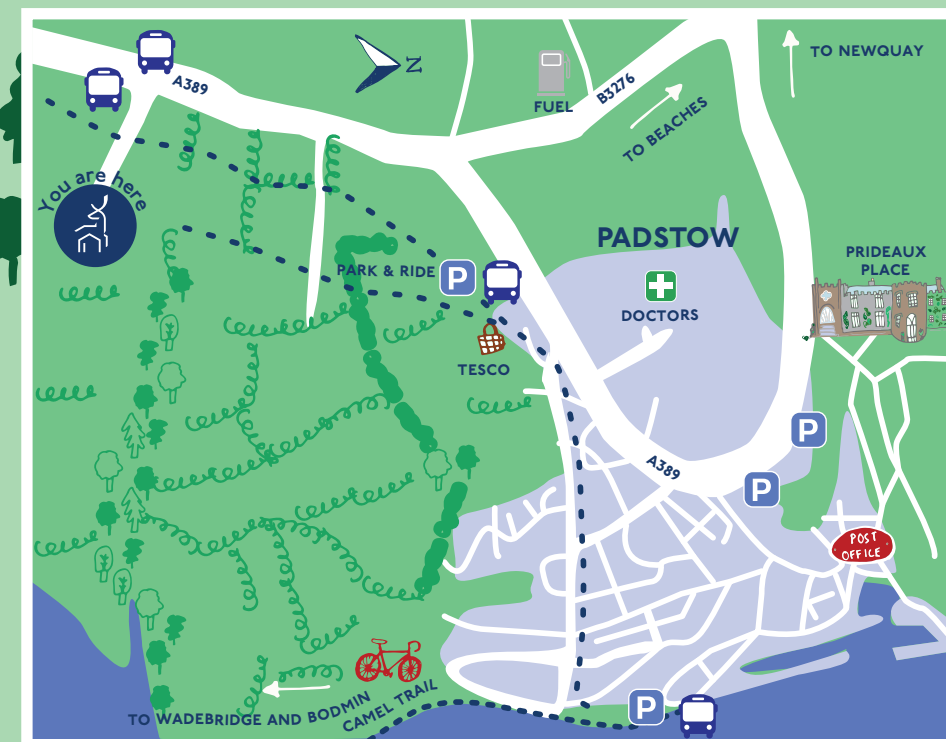 A389
N
FUEL
B3276
TO BEACHES
TO NEWQUAY
You are here
PADSTOW
PRIDEAUX
PLACE
PARK & RIDE
P
DOCTORS
TESCO
P
A389
P
POST
OFFICE
TO WADEBRIDGE AND BODMIN
CAMEL TRAIL
P